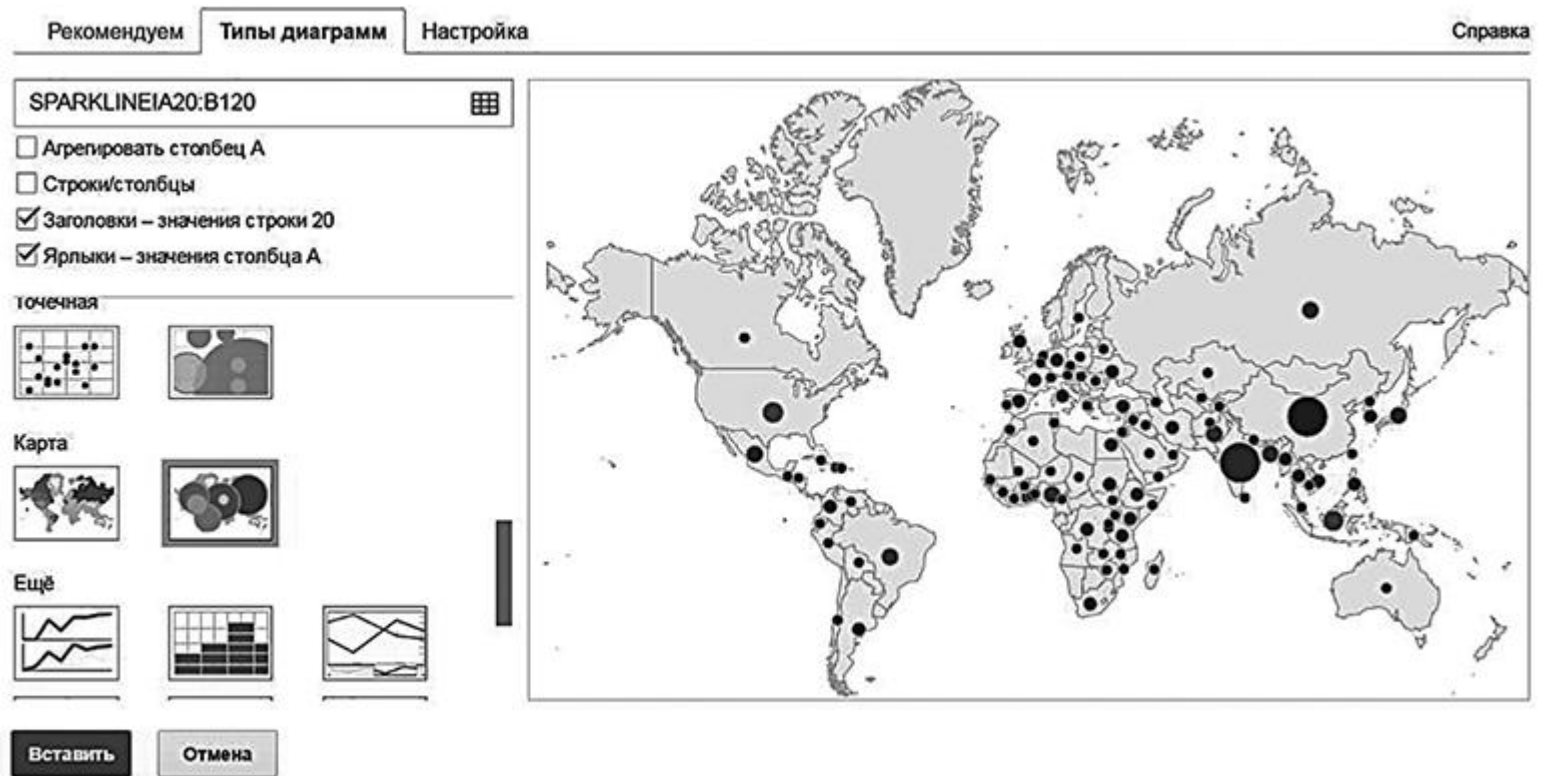 Рекомендуем Типы диаграмм Настройка Справка
SPARKLINEIA20:B120
Агрегировать столбец А
Строки/столбцы
Заголовки – значения строки 20
Ярлыки – значения столбца А
Точечная
Карта
Ещё
Вставить Отмена